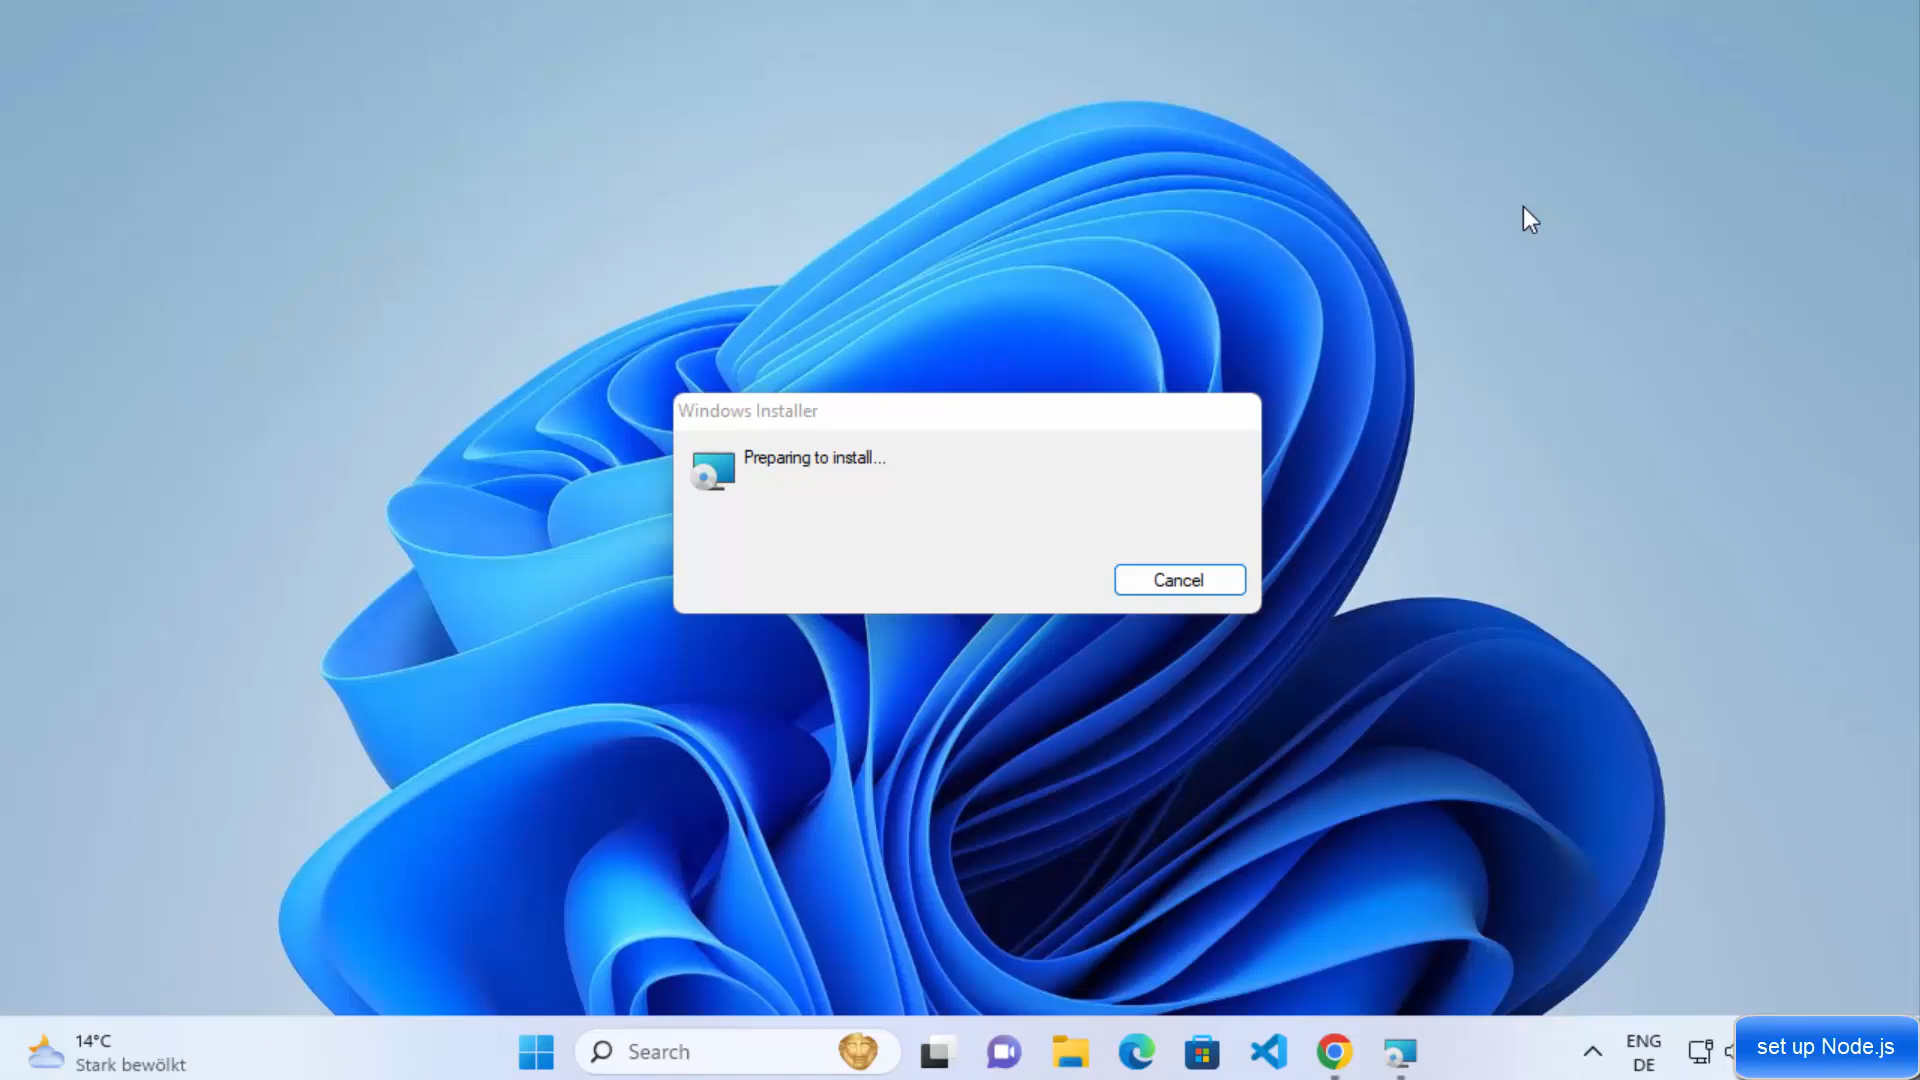 Windows Installer
Preparing to install...
Cancel
14°C
Stark bewölkt
Search
ENG
DE
set up Node.js